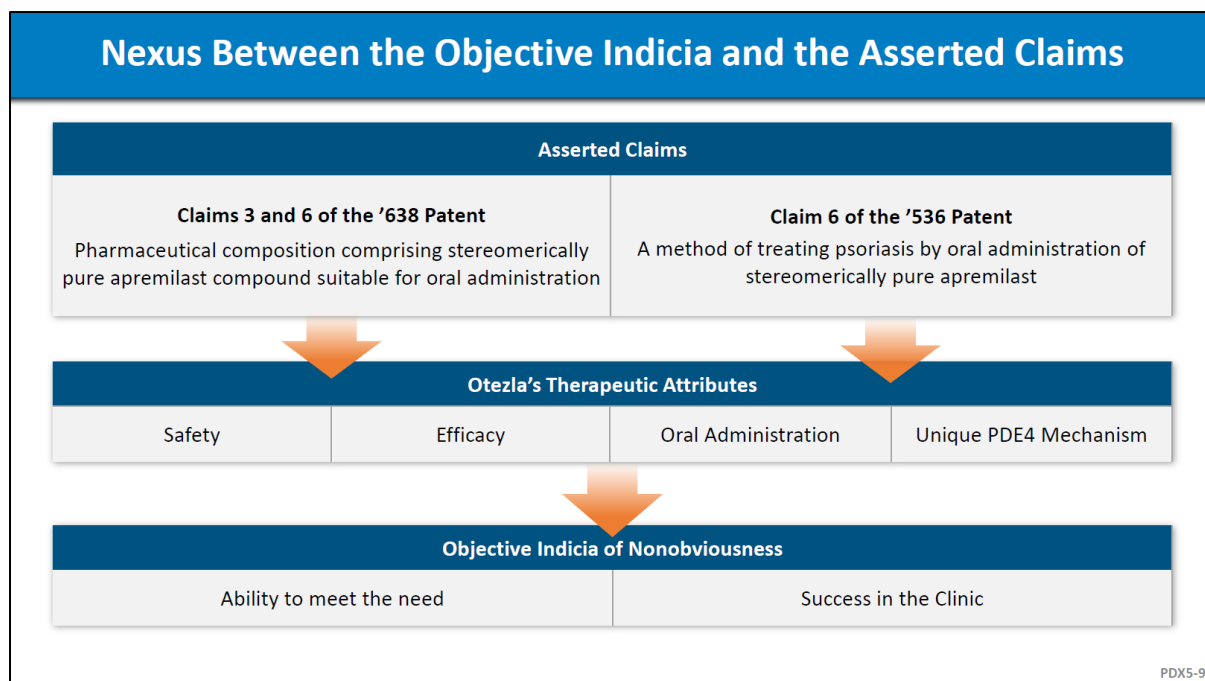 Nexus Between the Objective Indicia and the Asserted Claims
Asserted Claims
Claims 3 and 6 of the ’638 Patent
Pharmaceutical composition comprising stereomerically
pure apremilast compound suitable for oral administration
Claim 6 of the ’536 Patent
A method of treating psoriasis by oral administration of
stereomerically pure apremilast
Otezla’s Therapeutic Attributes
Safety
Efficacy
Oral Administration
Unique PDE4 Mechanism
Objective Indicia of Nonobviousness
Ability to meet the need
Success in the Clinic
PDX5-9